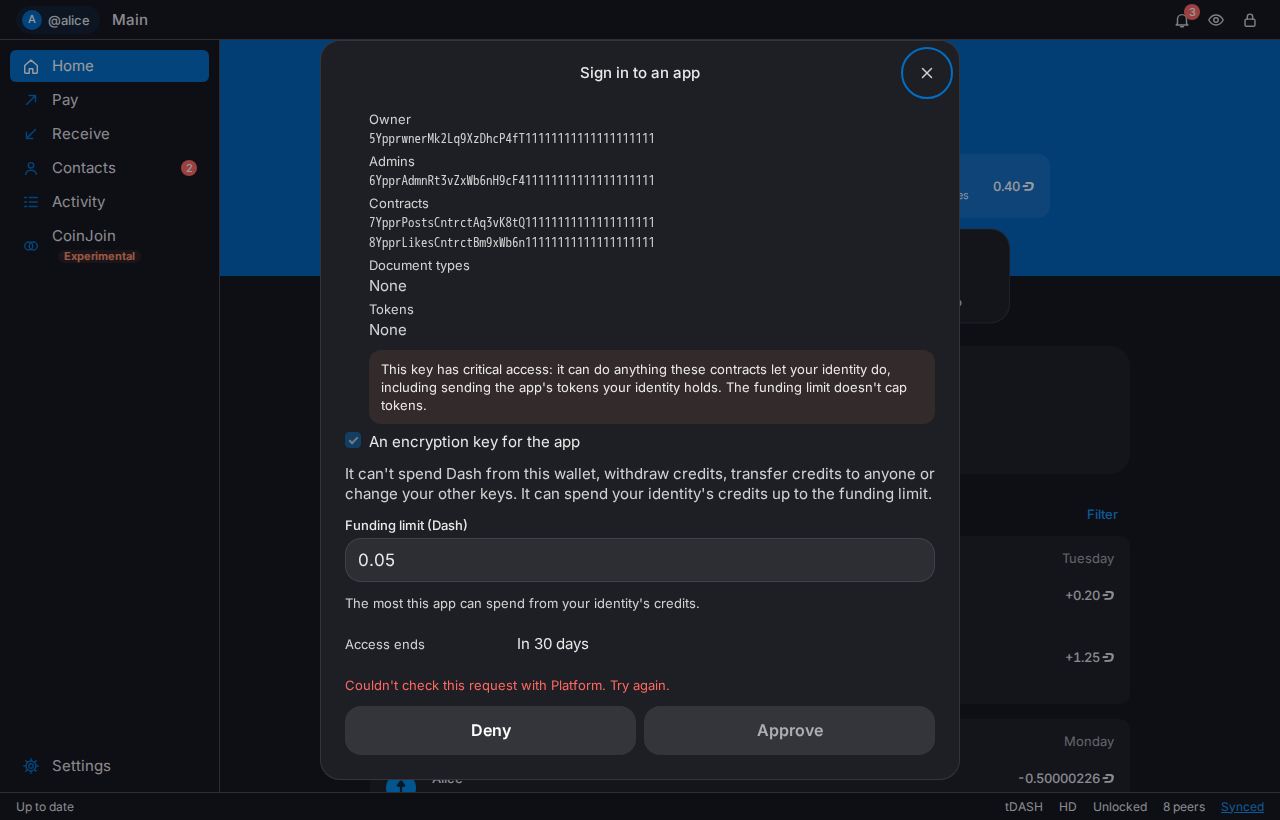 A @alice Main
3
Home
Pay
Receive
Contacts 2
Activity
CoinJoin
Experimental
Settings
Sign in to an app
Owner
5YpprwnerMk2Lq9XzDhcP4fT11111111111111111111
Admins
6YpprAdmnRt3vZxWb6nH9cF411111111111111111111
Contracts
7YpprPostsCntrctAq3vK8tQ11111111111111111111
8YpprLikesCntrctBm9xWb6n11111111111111111111
Document types
None
Tokens
None
This key has critical access: it can do anything these contracts let your identity do,
including sending the app's tokens your identity holds. The funding limit doesn't cap
tokens.
An encryption key for the app
It can't spend Dash from this wallet, withdraw credits, transfer credits to anyone or
change your other keys. It can spend your identity's credits up to the funding limit.
Funding limit (Dash)
0.05
The most this app can spend from your identity's credits.
Access ends In 30 days
Couldn't check this request with Platform. Try again.
Deny Approve
0.40
Filter
Tuesday
+0.20
+1.25
Monday
Alice -0.50000226
Up to date tDASH HD Unlocked 8 peers Synced